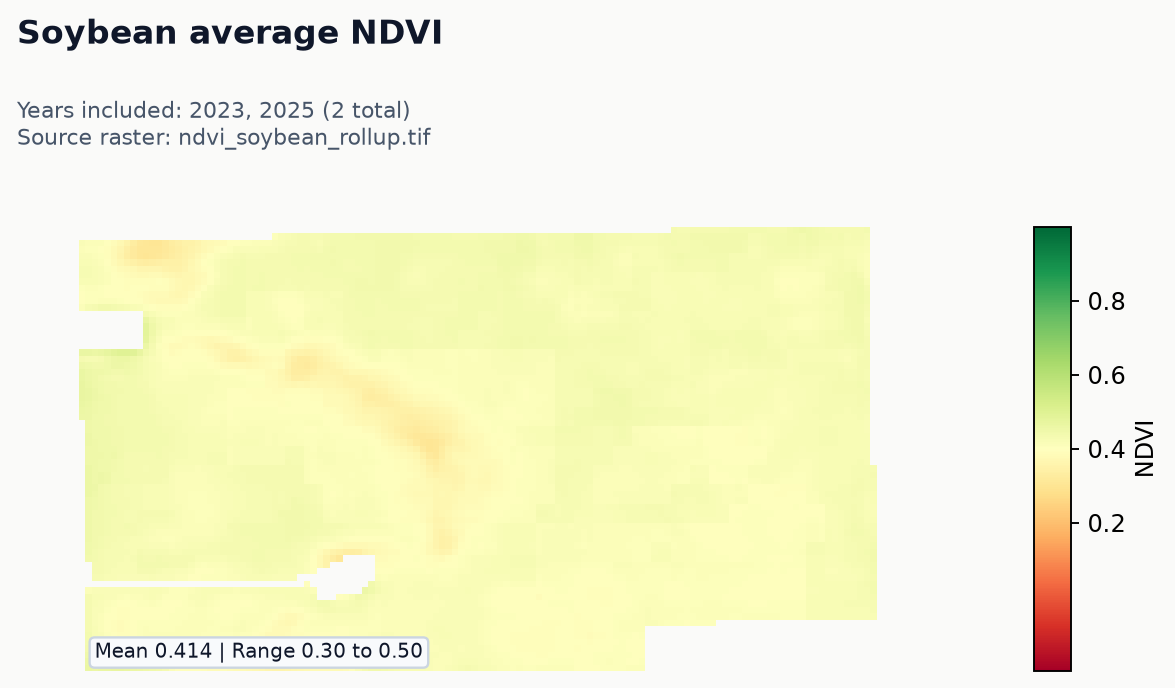 Soybean average NDVI
Years included: 2023, 2025 (2 total)
Source raster: ndvi_soybean_rollup.tif
0.8
0.6
0.4
0.2
NDVI
Mean 0.414 | Range 0.30 to 0.50